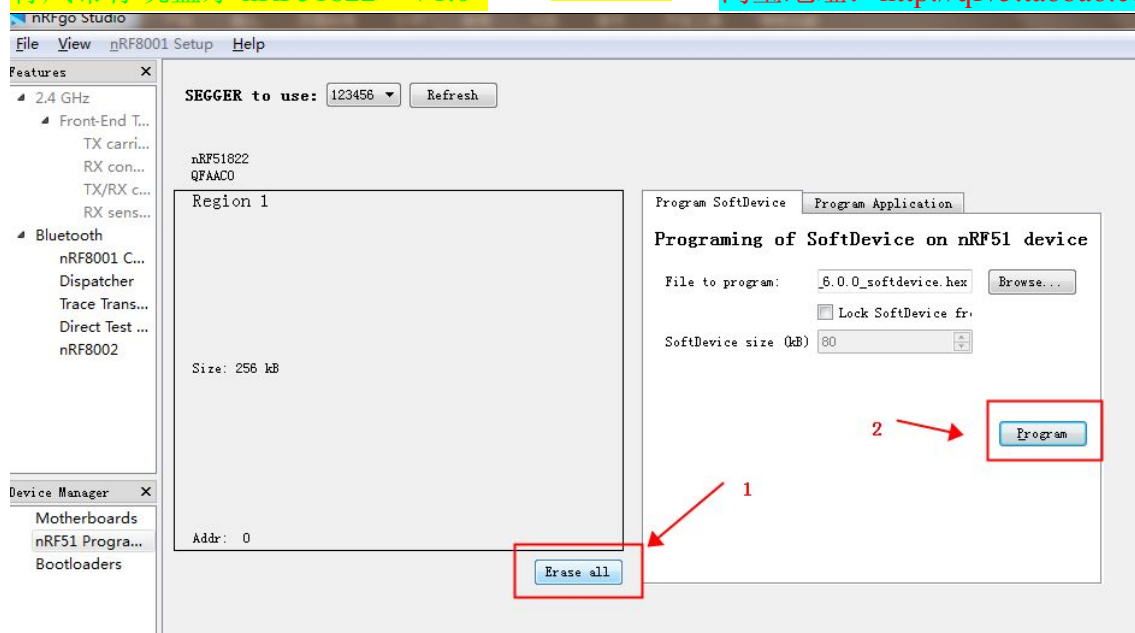 nRFgo Studio
File View nRF8001 Setup Help
Features X
2.4 GHz
Front-End T...
TX carri...
RX con...
TX/RX c...
RX sens...
Bluetooth
nRF8001 C...
Dispatcher
Trace Trans...
Direct Test ...
nRF8002
Device Manager X
Motherboards
nRF51 Progra...
Bootloaders
SEGGER to use: 123456 Refresh
nRF51822
QFAAC0
Region 1
Size: 256 kB
Addr: 0
Erase all
1
Program SoftDevice Program Application
Programing of SoftDevice on nRF51 device
File to program: _6.0.0_softdevice.hex Browse...
Lock SoftDevice fr
SoftDevice size (kB) 80
2
Program